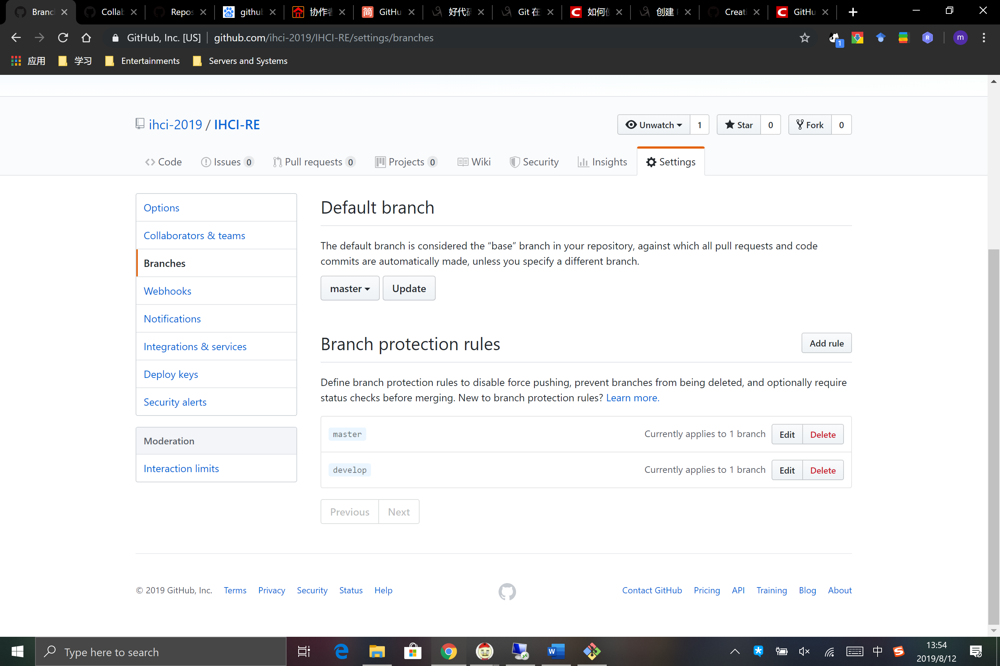 Branc
Collab
Repos
github
协作者
GitHu
好代码
Git 在
如何使
创建
Creati
GitHu
GitHub, Inc. [US]
github.com/ihci-2019/IHCI-RE/settings/branches
1
R
m
应用
学习
Entertainments
Servers and Systems
ihci-2019 / IHCI-RE
Unwatch
1
Star
0
Fork
0
Code
Issues 0
Pull requests 0
Projects 0
Wiki
Security
Insights
Settings
Options
Collaborators & teams
Branches
Webhooks
Notifications
Integrations & services
Deploy keys
Security alerts
Moderation
Interaction limits
Default branch
The default branch is considered the “base” branch in your repository, against which all pull requests and code
commits are automatically made, unless you specify a different branch.
master
Update
Branch protection rules
Add rule
Define branch protection rules to disable force pushing, prevent branches from being deleted, and optionally require
status checks before merging. New to branch protection rules? Learn more.
master
Currently applies to 1 branch
Edit
Delete
develop
Currently applies to 1 branch
Edit
Delete
Previous
Next
© 2019 GitHub, Inc.
Terms
Privacy
Security
Status
Help
Contact GitHub
Pricing
API
Training
Blog
About
Type here to search
中
13:54
2019/8/12